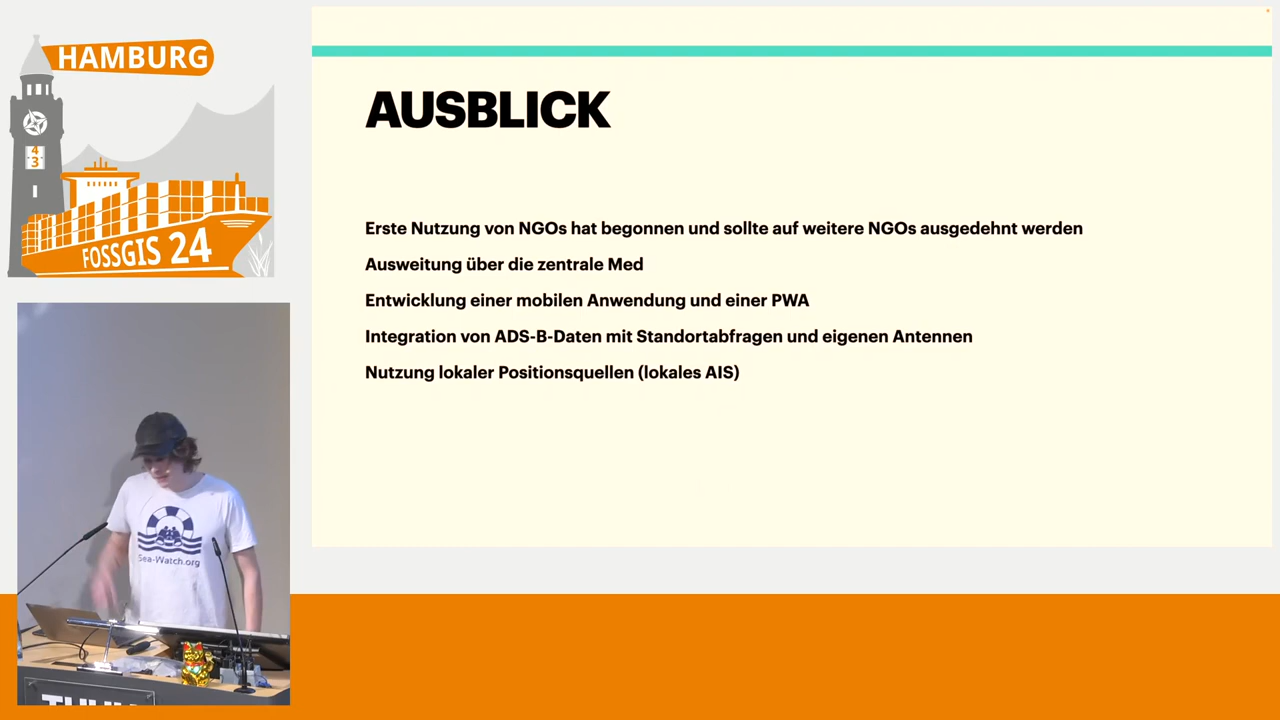 HAMBURG
4
3
FOSSGIS 24
AUSBLICK
Erste Nutzung von NGOs hat begonnen und sollte auf weitere NGOs ausgedehnt werden
Ausweitung über die zentrale Med
Entwicklung einer mobilen Anwendung und einer PWA
Integration von ADS-B-Daten mit Standortabfragen und eigenen Antennen
Nutzung lokaler Positionsquellen (lokales AIS)
Sea-Watch.org